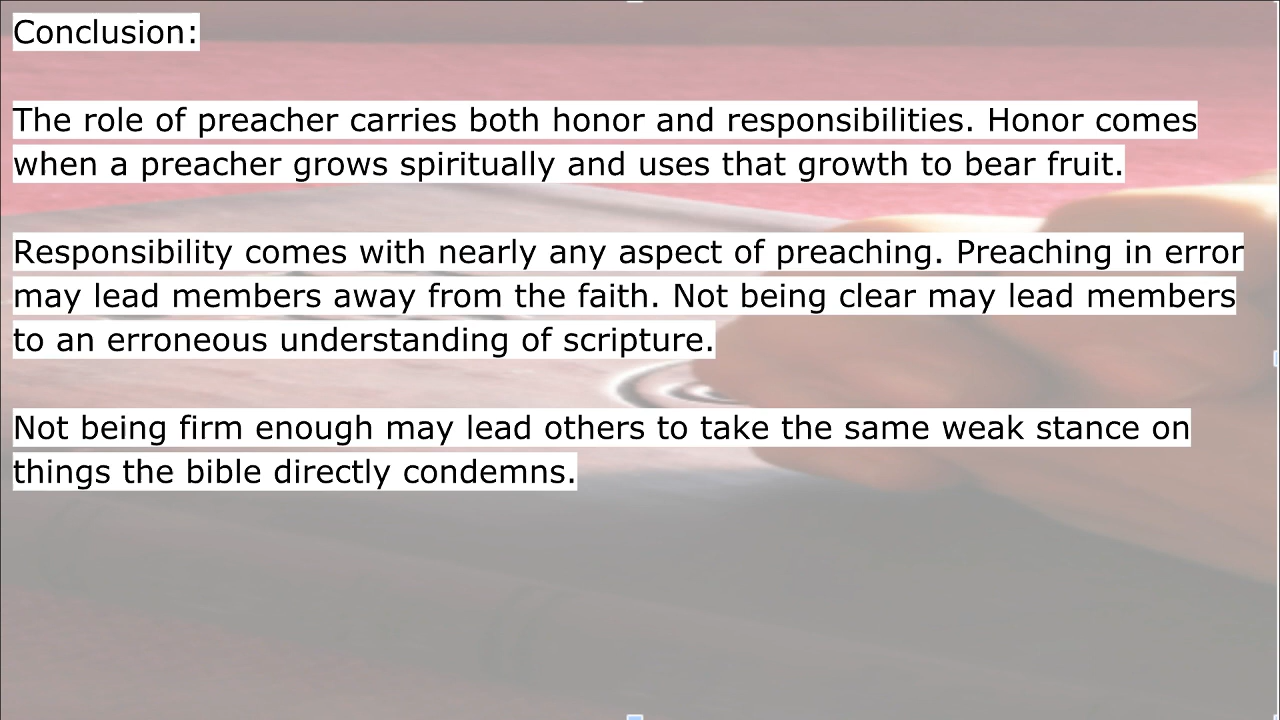 Conclusion:
The role of preacher carries both honor and responsibilities. Honor comes
when a preacher grows spiritually and uses that growth to bear fruit.
Responsibility comes with nearly any aspect of preaching. Preaching in error
may lead members away from the faith. Not being clear may lead members
to an erroneous understanding of scripture.
Not being firm enough may lead others to take the same weak stance on
things the bible directly condemns.